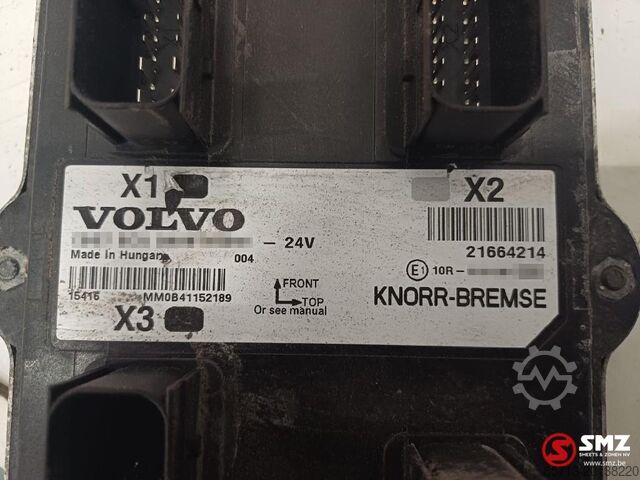 X1
X2
VOLVO
- 24V
21664214
Made In Hungary
004
E1 10R-
15416
MM0B41152189
FRONT
TOP
Or see manual
KNORR-BREMSE
X3
SMZ
SHEETS & ZONEN NV
www.smz.be
38220